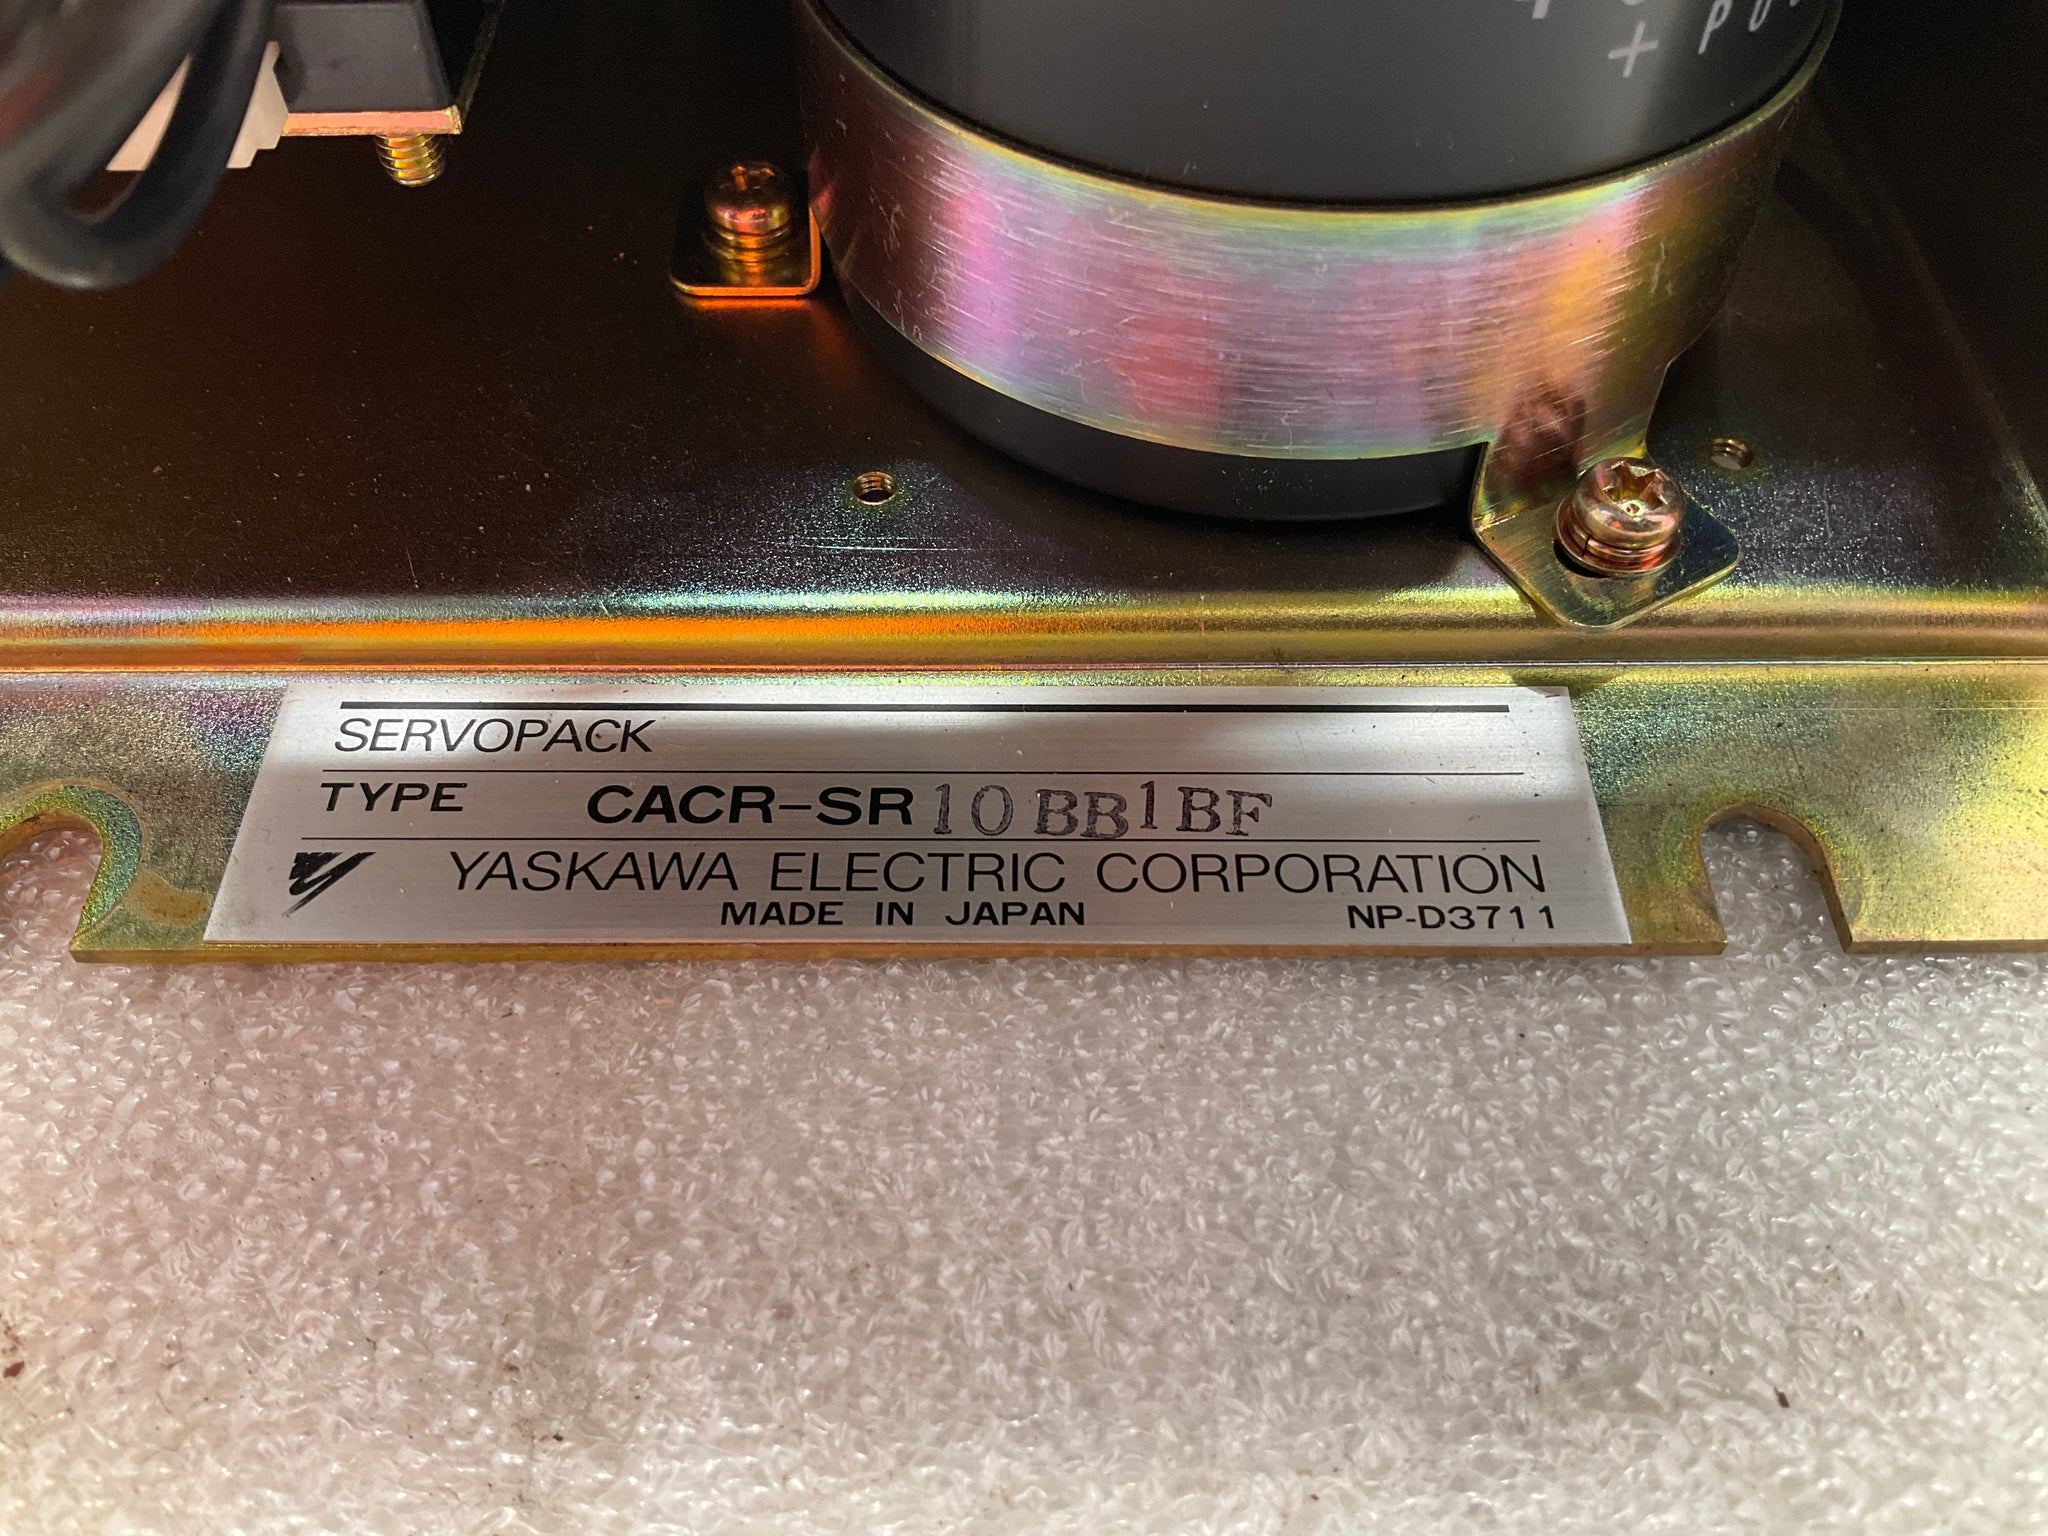 SERVOPACK
TYPE CACR-SR10BB1BF
YASKAWA ELECTRIC CORPORATION
MADE IN JAPAN NP-D3711